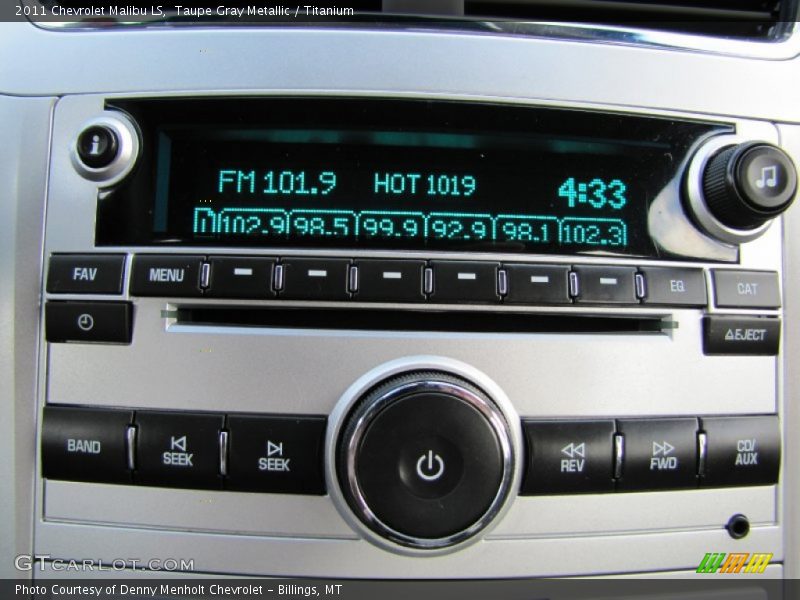 2011 Chevrolet Malibu LS, Taupe Gray Metallic / Titanium
i
FM 101.9 HOT 1019 4:33
102.9 98.5 99.9 92.9 98.1 102.3
FAV MENU EQ CAT
EJECT
BAND SEEK SEEK REV FWD CD/
AUX
GTCARLOT.COM
Photo Courtesy of Denny Menholt Chevrolet – Billings, MT